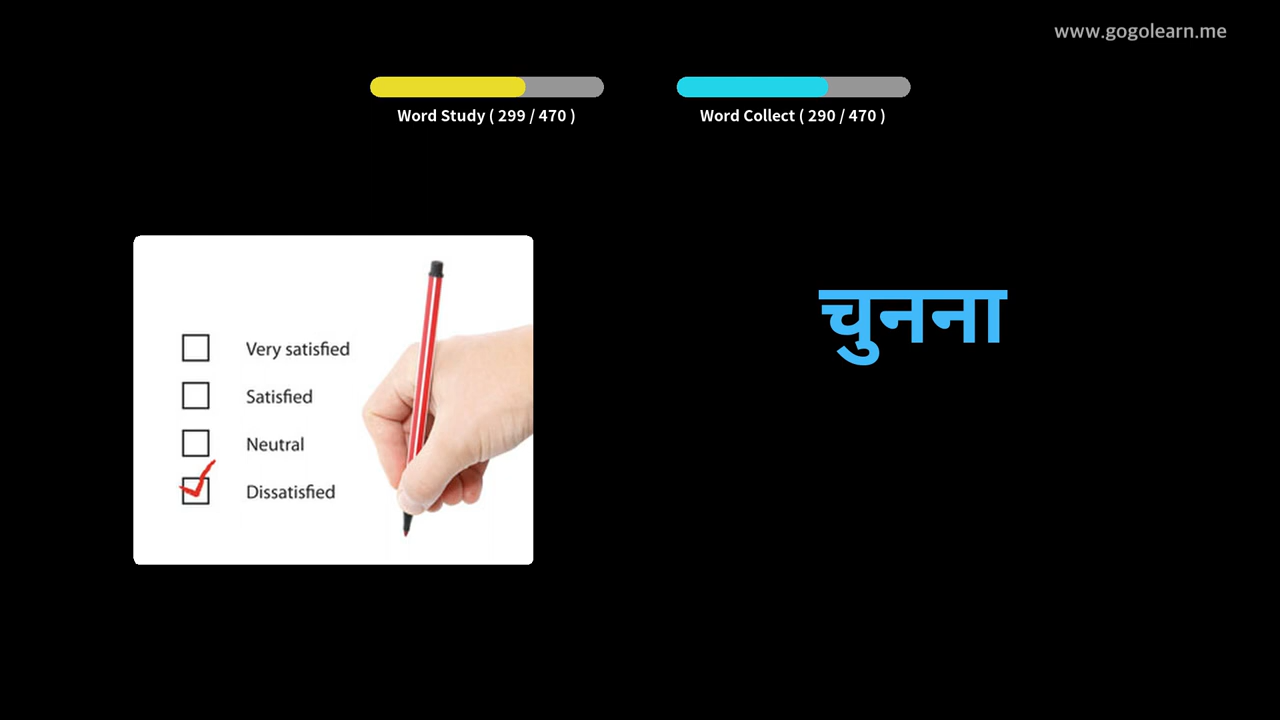 www.gogolearn.me
Word Study ( 299 / 470 )
Word Collect ( 290 / 470 )
Very satisfied
Satisfied
Neutral
Dissatisfied
चुनना